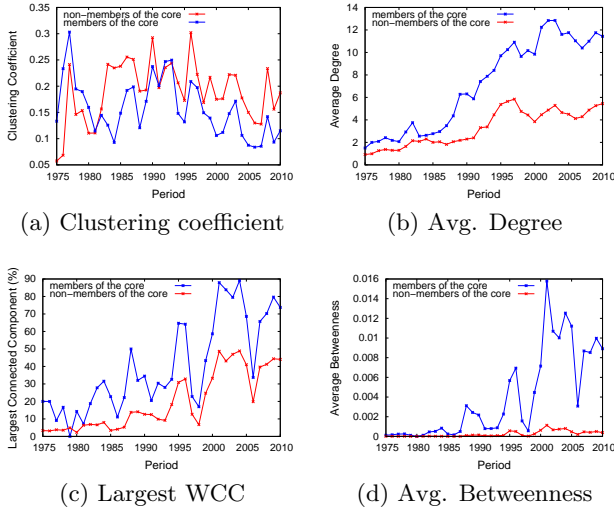 non-members of the core
members of the core
Clustering Coefficient
0.35
0.3
0.25
0.2
0.15
0.1
0.05
1975 1980 1985 1990 1995 2000 2005 2010
Period
(a) Clustering coefficient
members of the core
non-members of the core
Average Degree
14
12
10
8
6
4
2
0
1975 1980 1985 1990 1995 2000 2005 2010
Period
(b) Avg. Degree
members of the core
non-members of the core
Largest Connected Component (%)
90
80
70
60
50
40
30
20
10
0
1975 1980 1985 1990 1995 2000 2005 2010
Period
(c) Largest WCC
members of the core
non-members of the core
Average Betweenness
0.016
0.014
0.012
0.01
0.008
0.006
0.004
0.002
0
1975 1980 1985 1990 1995 2000 2005 2010
Period
(d) Avg. Betweenness